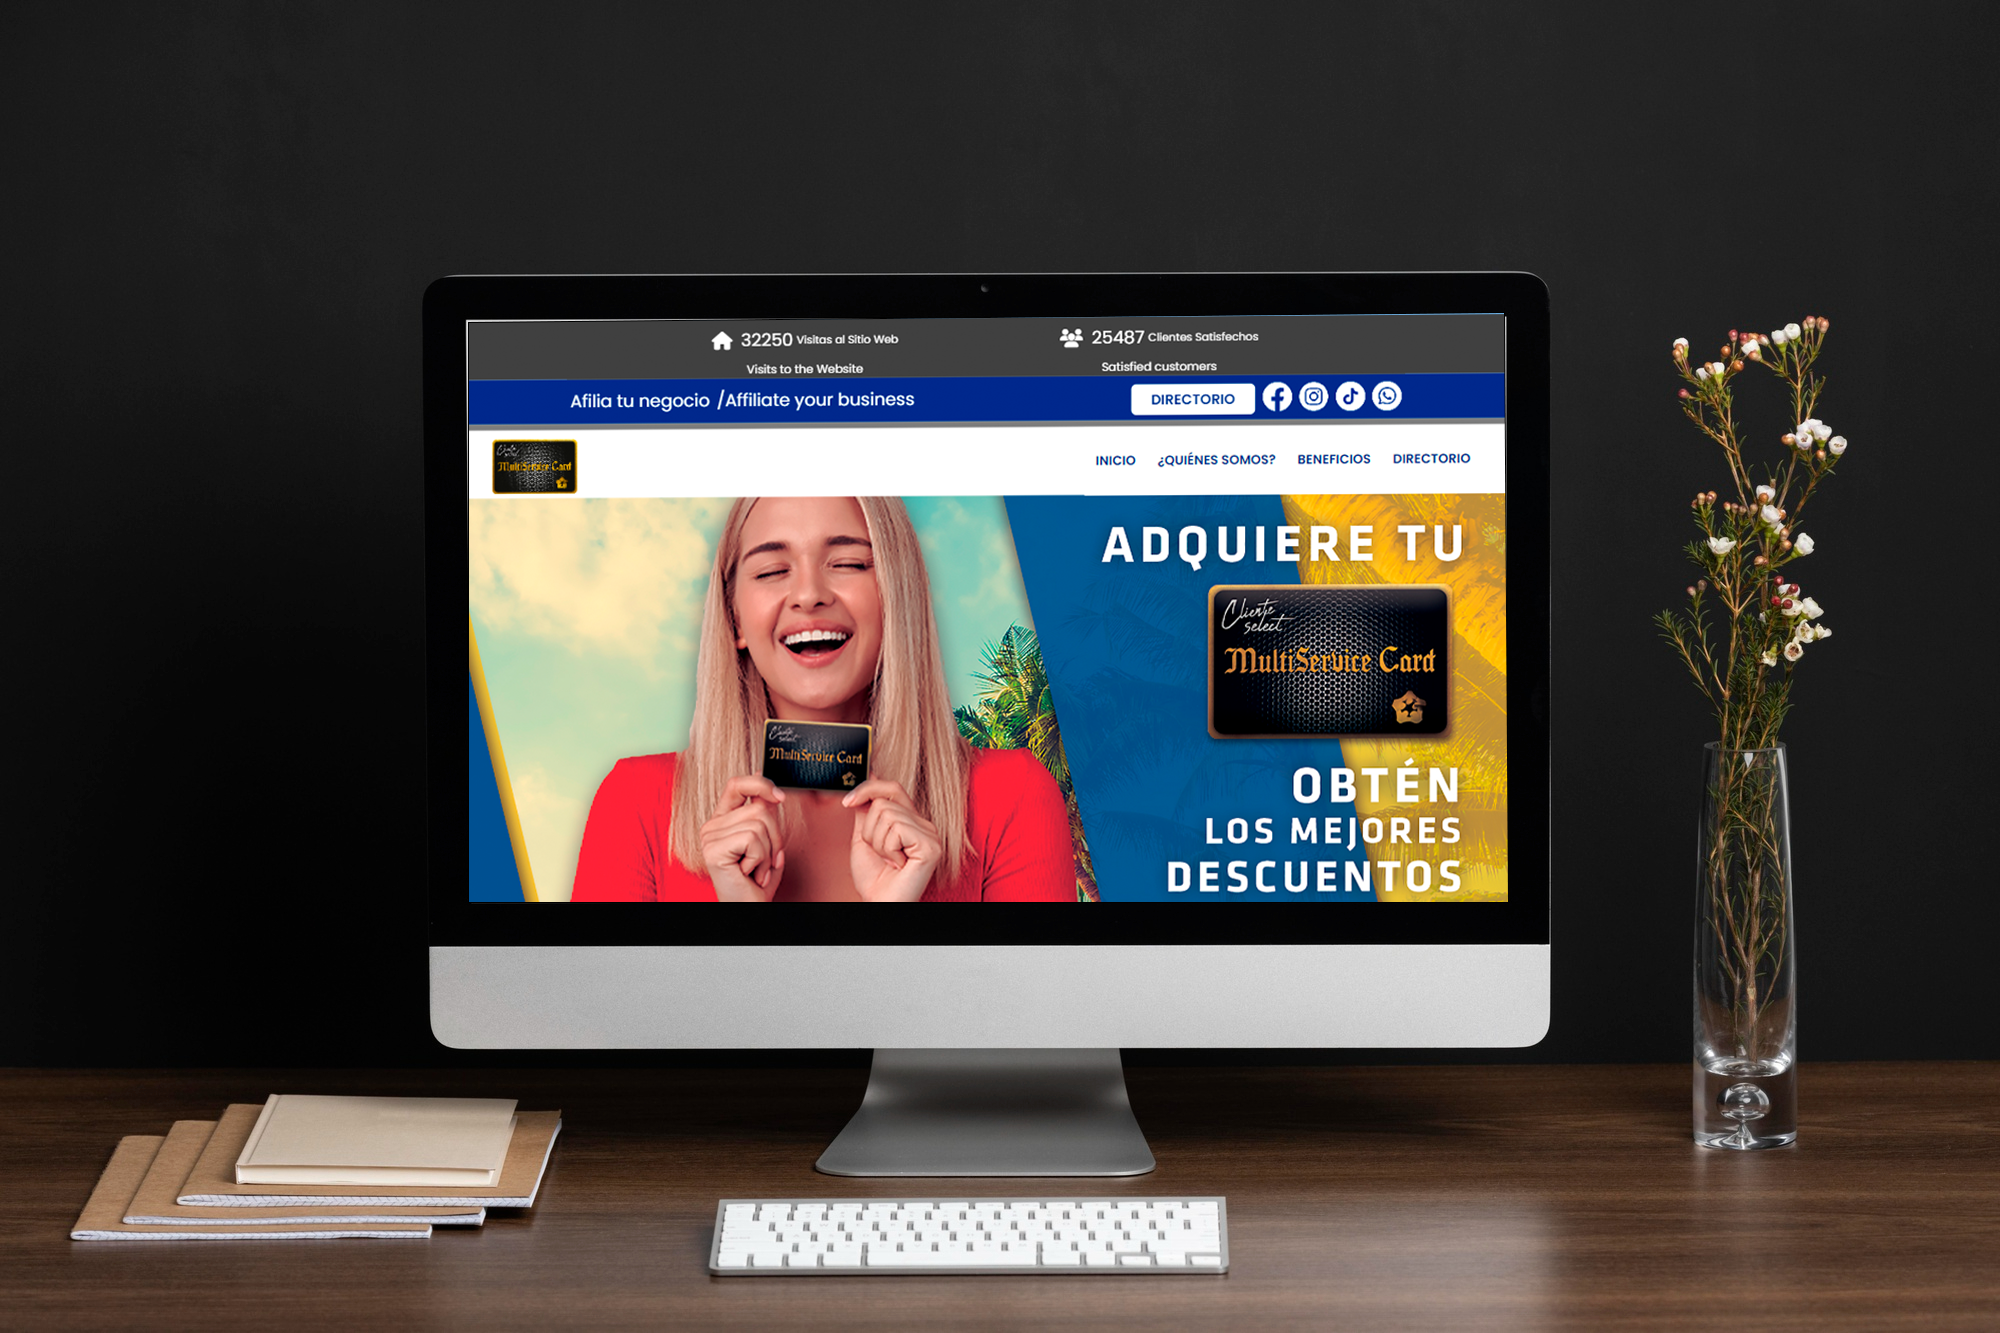 32250 Visitas al Sitio Web
Visits to the Website
25487 Clientes Satisfechos
Satisfied customers
Afilia tu negocio /Affiliate your business
DIRECTORIO
MultiService Card
INICIO ¿QUIÉNES SOMOS? BENEFICIOS DIRECTORIO
ADQUIERE TU
Cliente
select
MultiService Card
Cliente
select
MultiService Card
OBTÉN
LOS MEJORES
DESCUENTOS